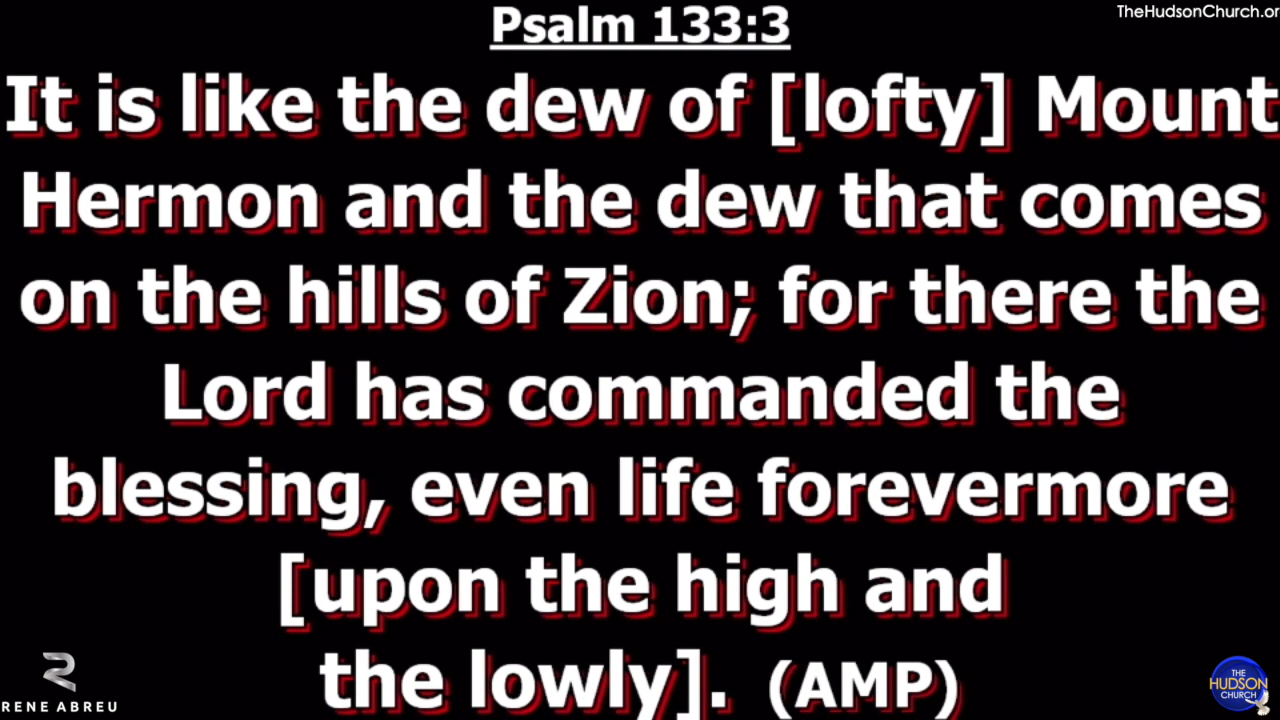 TheHudsonChurch.or
Psalm 133:3
It is like the dew of [lofty] Mount
Hermon and the dew that comes
on the hills of Zion; for there the
Lord has commanded the
blessing, even life forevermore
[upon the high and
the lowly]. (AMP)
RENE ABREU
THE
HUDSON
CHURCH